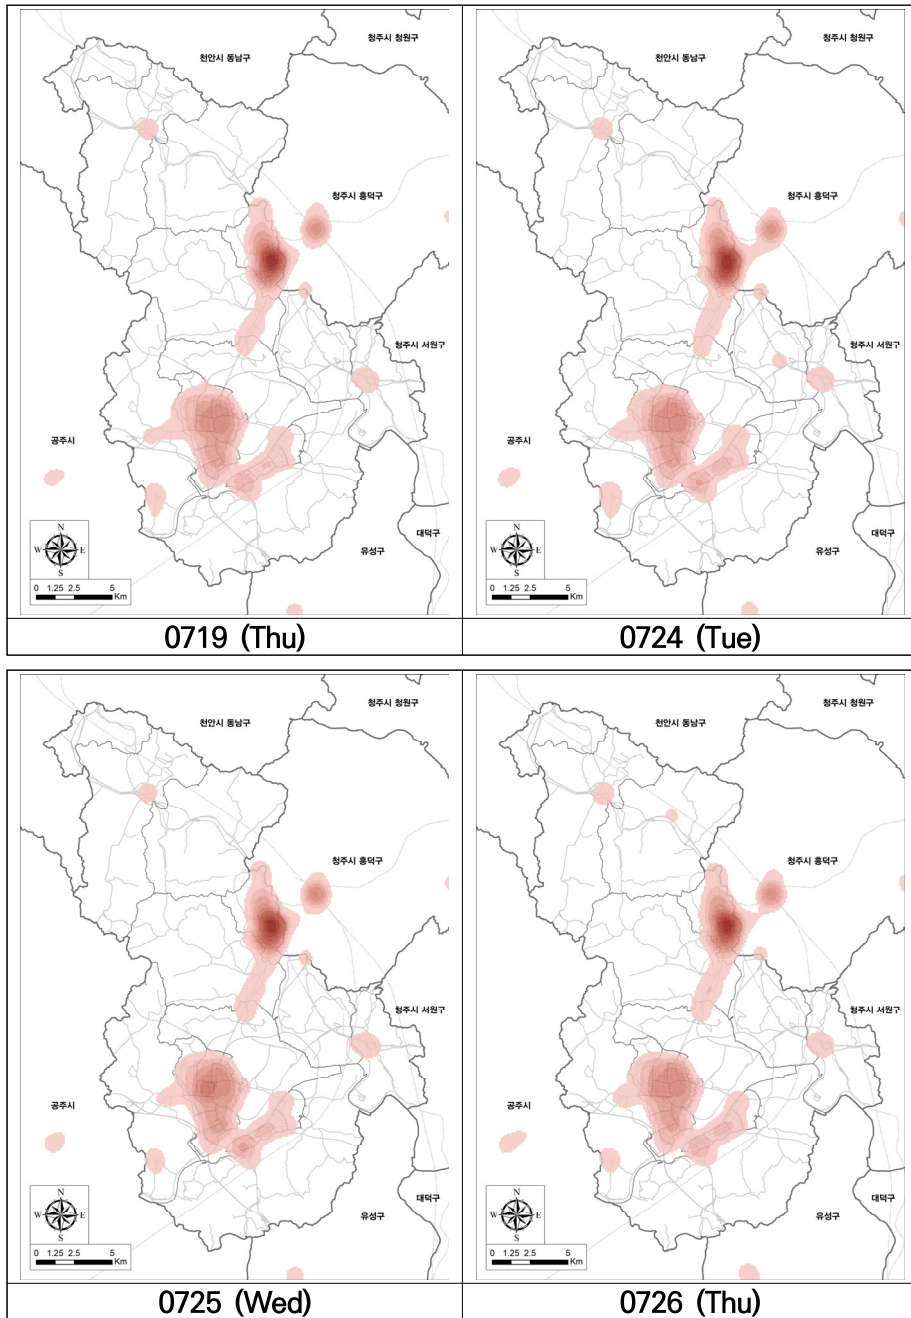 청주시 청원구
천안시 동남구
청주시 흥덕구
청주시 서원구
공주시
대덕구
유성구
N
W E
S
0 1.25 2.5 5
Km
0719 (Thu)
청주시 청원구
천안시 동남구
청주시 흥덕구
청주시 서원구
공주시
대덕구
유성구
N
W E
S
0 1.25 2.5 5
Km
0724 (Tue)
청주시 청원구
천안시 동남구
청주시 흥덕구
청주시 서원구
공주시
대덕구
유성구
N
W E
S
0 1.25 2.5 5
Km
0725 (Wed)
청주시 청원구
천안시 동남구
청주시 흥덕구
청주시 서원구
공주시
대덕구
유성구
N
W E
S
0 1.25 2.5 5
Km
0726 (Thu)